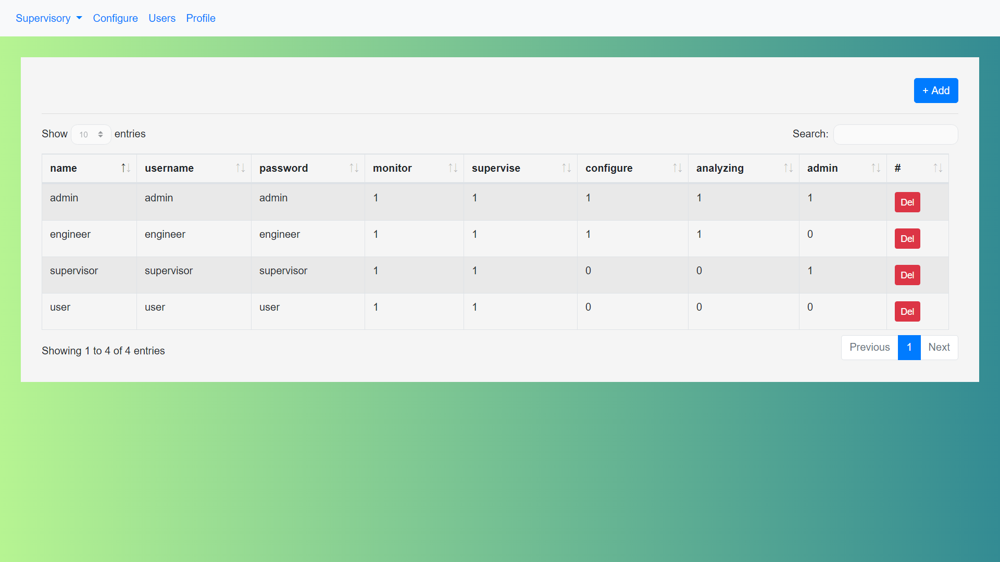 Supervisory Configure Users Profile
+ Add
Show 10 entries Search:
name username password monitor supervise configure analyzing admin #
admin admin admin 1 1 1 1 1 Del
engineer engineer engineer 1 1 1 1 0 Del
supervisor supervisor supervisor 1 1 0 0 1 Del
user user user 1 1 0 0 0 Del
Showing 1 to 4 of 4 entries Previous 1 Next